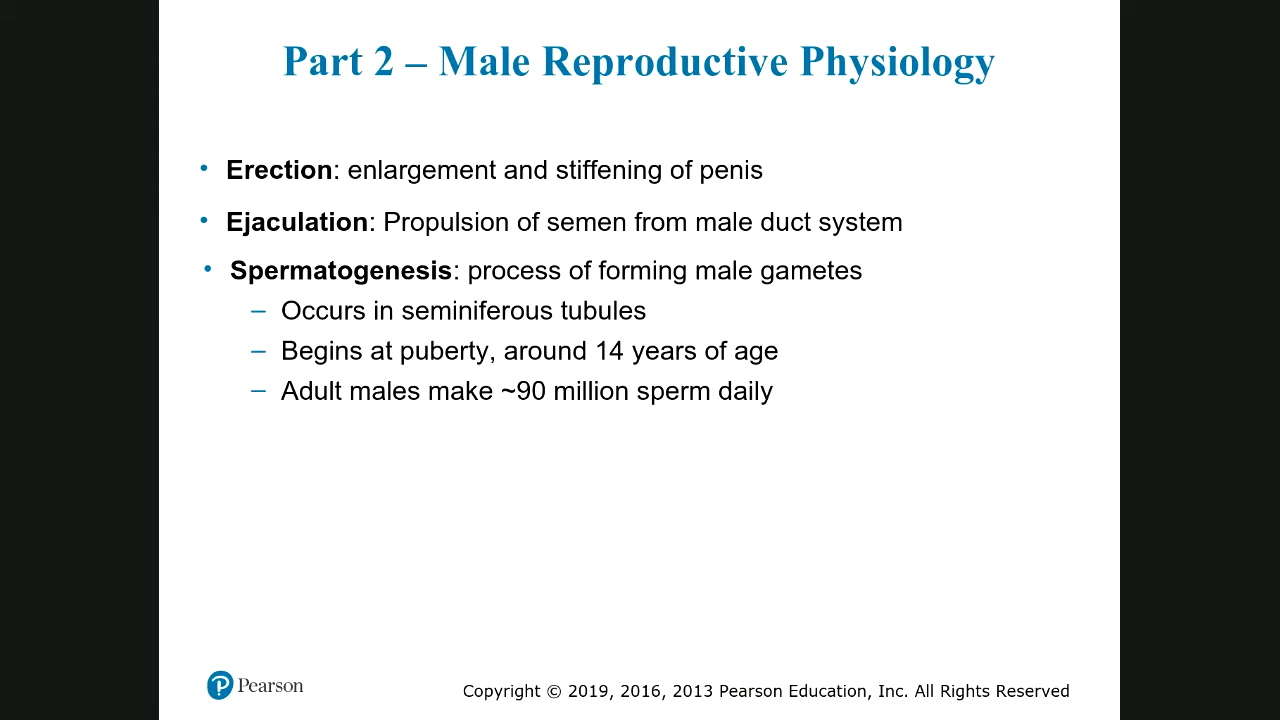 Part 2 – Male Reproductive Physiology
• Erection: enlargement and stiffening of penis
• Ejaculation: Propulsion of semen from male duct system
• Spermatogenesis: process of forming male gametes
– Occurs in seminiferous tubules
– Begins at puberty, around 14 years of age
– Adult males make ~90 million sperm daily
Pearson
Copyright © 2019, 2016, 2013 Pearson Education, Inc. All Rights Reserved